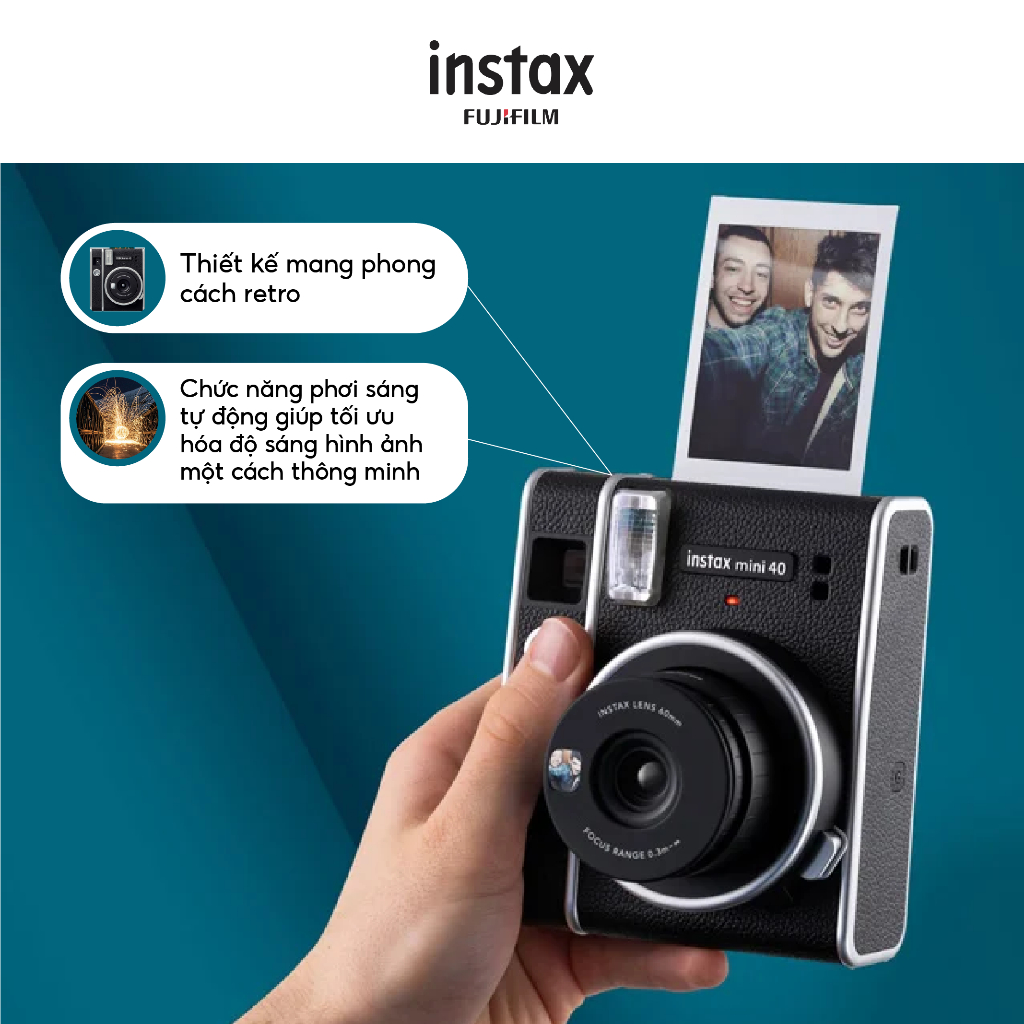 instax
FUJIFILM
Thiết kế mang phong
cách retro
Chức năng phơi sáng
tự động giúp tối ưu
hóa độ sáng hình ảnh
một cách thông minh
instax mini 40
INSTAX LENS 60mm
FOCUS RANGE 0.3m-∞